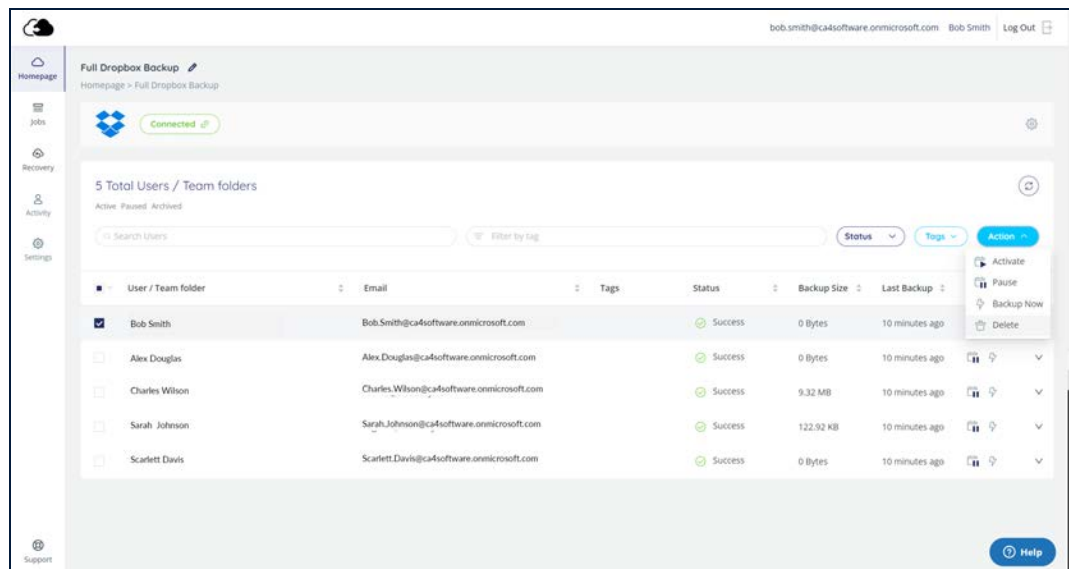 bob.smith@ca4software.onmicrosoft.com Bob Smith Log Out
Homepage
Full Dropbox Backup
Homepage > Full Dropbox Backup
Jobs
Connected
Recovery
Activity
Settings
5 Total Users / Team folders
Active Paused Archived
Search Users
Filter by tag
Status
Tags
Action
Activate
Pause
Backup Now
Delete
User / Team folder Email Tags Status Backup Size Last Backup
Bob Smith Bob.Smith@ca4software.onmicrosoft.com Success 0 Bytes 10 minutes ago
Alex Douglas Alex.Douglas@ca4software.onmicrosoft.com Success 0 Bytes 10 minutes ago
Charles Wilson Charles.Wilson@ca4software.onmicrosoft.com Success 9.32 MB 10 minutes ago
Sarah Johnson Sarah.Johnson@ca4software.onmicrosoft.com Success 122.92 KB 10 minutes ago
Scarlett Davis Scarlett.Davis@ca4software.onmicrosoft.com Success 0 Bytes 10 minutes ago
Support
Help